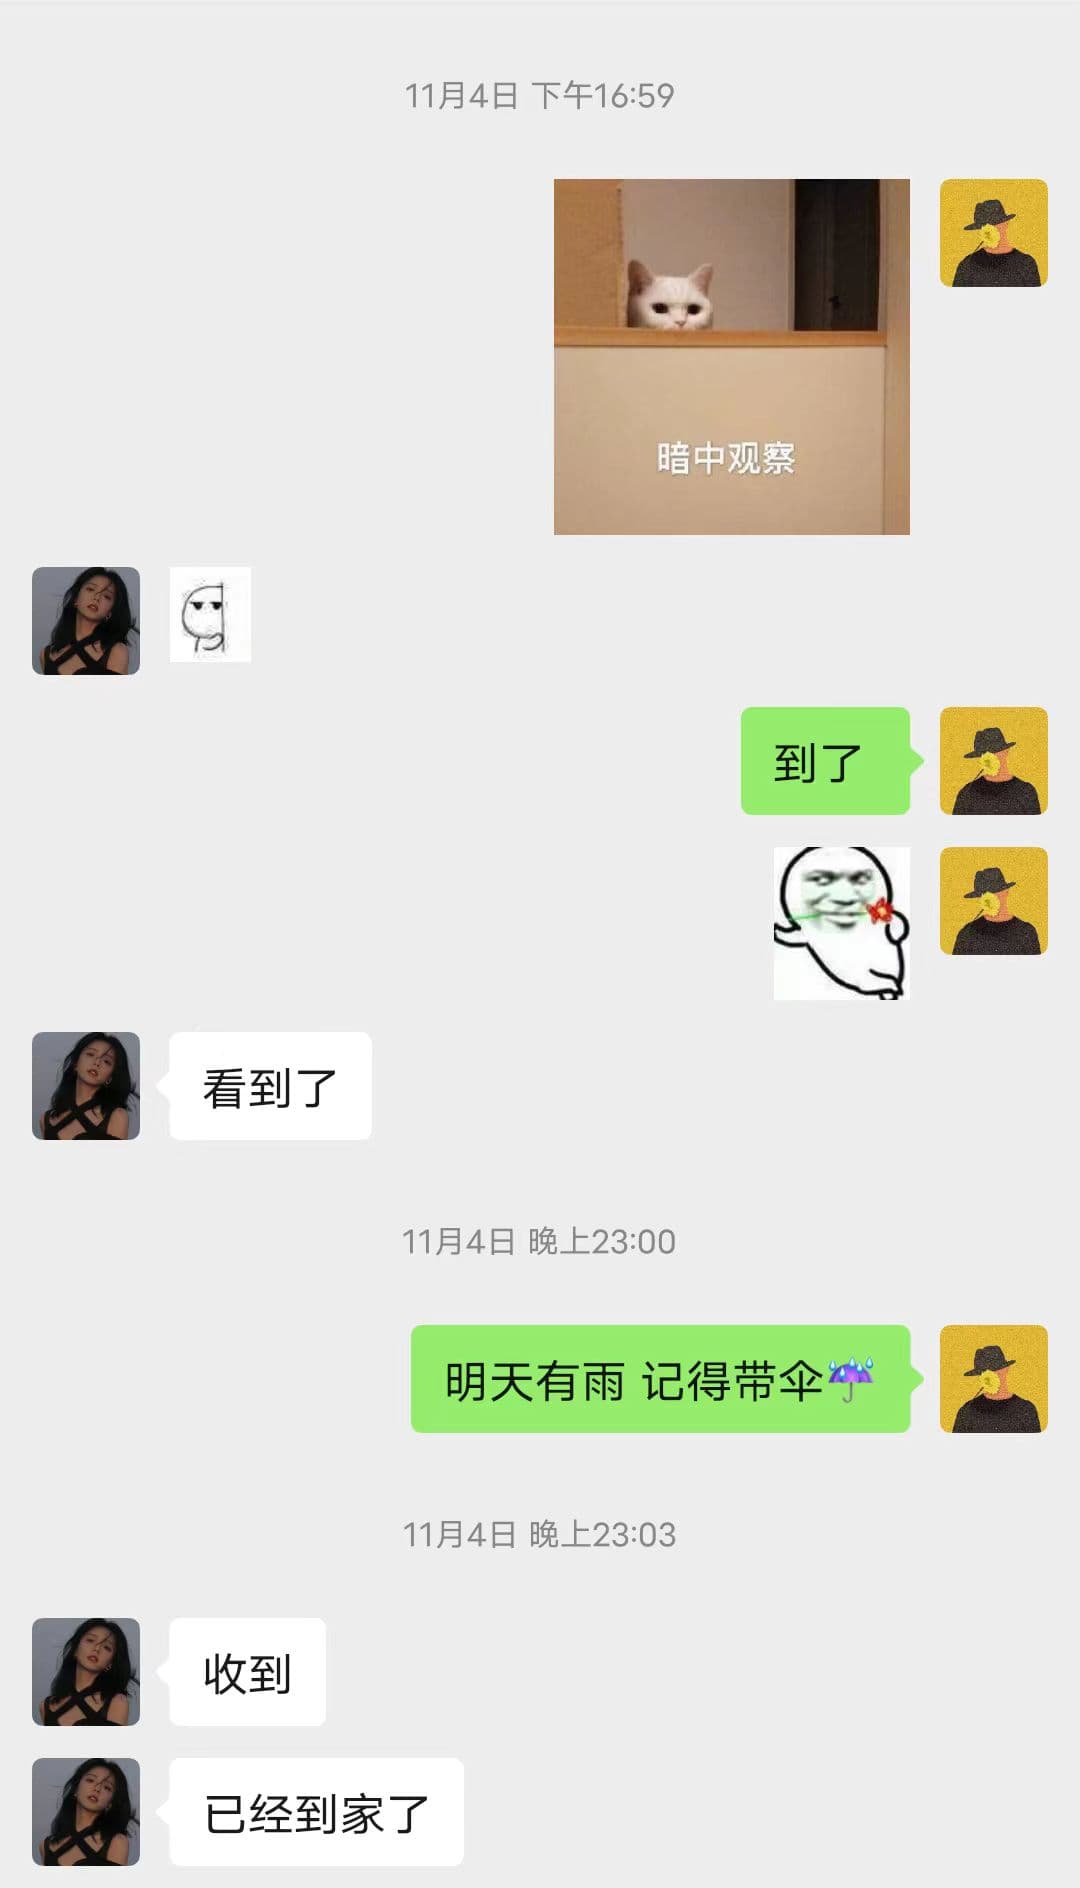 11月4日 下午16:59
暗中观察
到了
看到了
11月4日 晚上23:00
明天有雨 记得带伞☔
11月4日 晚上23:03
收到
已经到家了